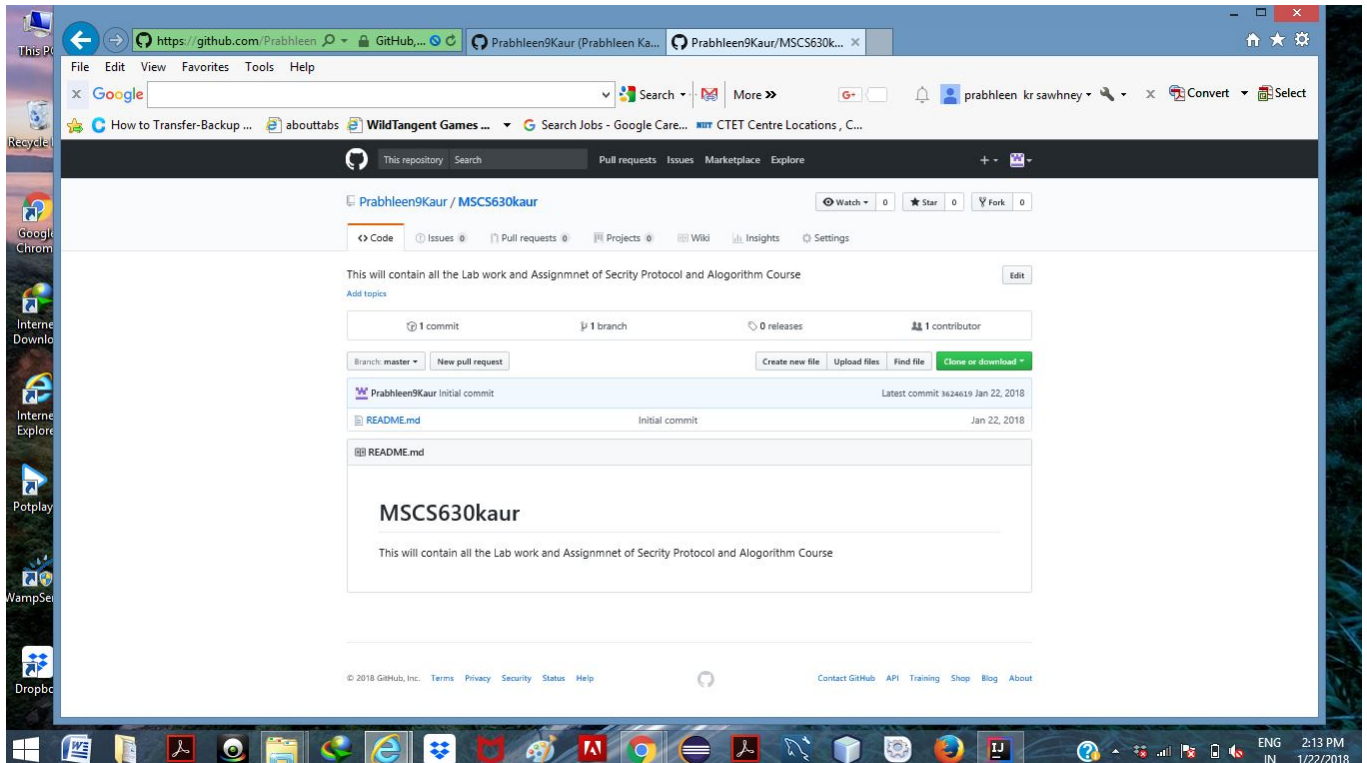 This P
https://github.com/Prabhleen GitHub,... Prabhleen9Kaur (Prabhleen Ka... Prabhleen9Kaur/MSCS630k... ×
File Edit View Favorites Tools Help
x Google Search More » G+ prabhleen kr sawhney x Convert Select
How to Transfer-Backup ... abouttabs WildTangent Games ... Search Jobs - Google Care... CTET Centre Locations , C...
Recycle
This repository Search Pull requests Issues Marketplace Explore
Prabhleen9Kaur / MSCS630kaur Watch 0 Star 0 Fork 0
Google
Chrom
<> Code Issues 0 Pull requests 0 Projects 0 Wiki Insights Settings
This will contain all the Lab work and Assignmnet of Secrity Protocol and Alogorithm Course Edit
Add topics
Interne
Downlo
1 commit 1 branch 0 releases 1 contributor
Branch: master New pull request Create new file Upload files Find file Clone or download
Prabhleen9Kaur Initial commit Latest commit 3624619 Jan 22, 2018
Interne
Explore
README.md Initial commit Jan 22, 2018
README.md
Potplay
MSCS630kaur
This will contain all the Lab work and Assignmnet of Secrity Protocol and Alogorithm Course
WampSer
Dropbo
© 2018 GitHub, Inc. Terms Privacy Security Status Help Contact GitHub API Training Shop Blog About
ENG 2:13 PM
IN 1/22/2018